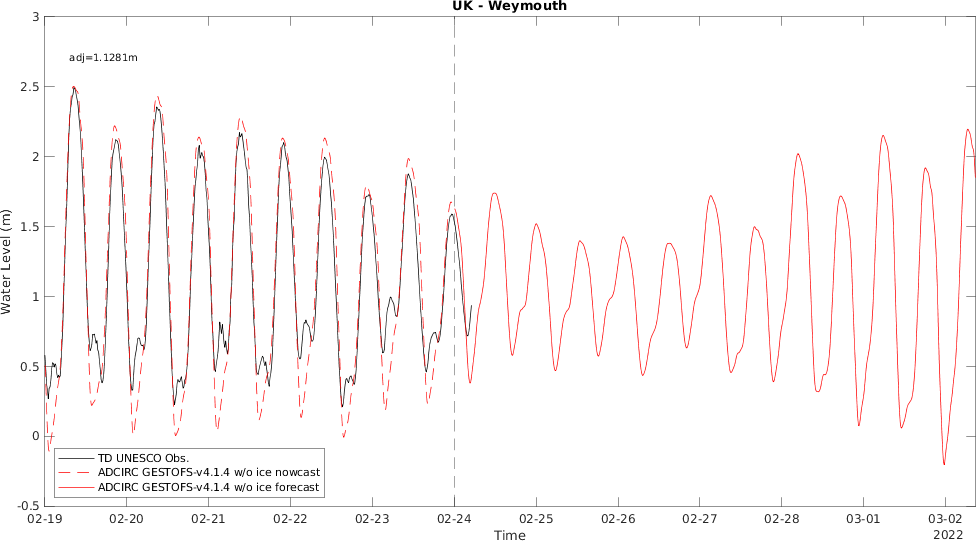 UK - Weymouth
3
adj=1.1281m
2.5
2
1.5
1
0.5
0
-0.5
Water Level (m)
TD UNESCO Obs.
ADCIRC GESTOFS-v4.1.4 w/o ice nowcast
ADCIRC GESTOFS-v4.1.4 w/o ice forecast
02-19 02-20 02-21 02-22 02-23 02-24 02-25 02-26 02-27 02-28 03-01 03-02
Time
2022